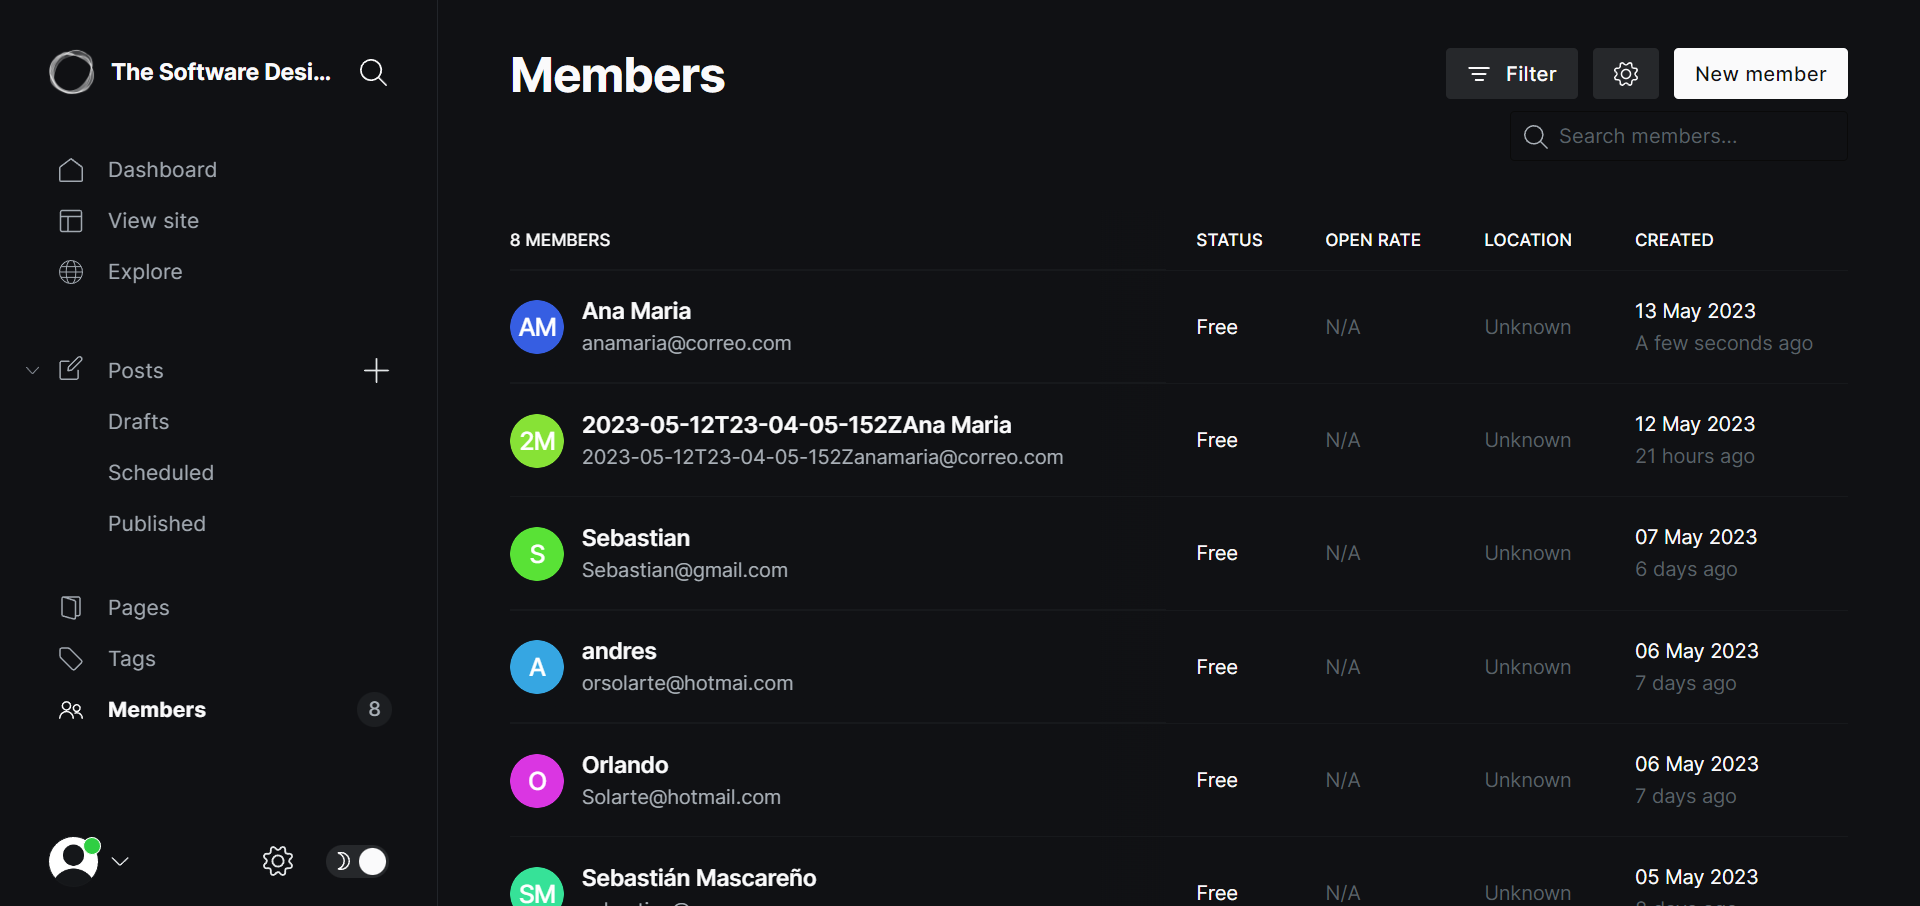 The Software Desi...
Dashboard
View site
Explore
Posts
Drafts
Scheduled
Published
Pages
Tags
Members
8
Members
Filter
New member
Search members...
8 MEMBERS STATUS OPEN RATE LOCATION CREATED
AM Ana Maria Free N/A Unknown 13 May 2023
anamaria@correo.com A few seconds ago
2M 2023-05-12T23-04-05-152ZAna Maria Free N/A Unknown 12 May 2023
2023-05-12T23-04-05-152Zanamaria@correo.com 21 hours ago
S Sebastian Free N/A Unknown 07 May 2023
Sebastian@gmail.com 6 days ago
A andres Free N/A Unknown 06 May 2023
orsolarte@hotmai.com 7 days ago
O Orlando Free N/A Unknown 06 May 2023
Solarte@hotmail.com 7 days ago
SM Sebastián Mascareño Free N/A Unknown 05 May 2023